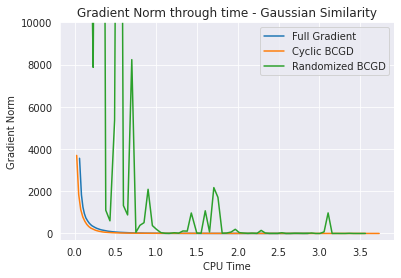 Gradient Norm through time - Gaussian Similarity
10000
8000
6000
4000
2000
0
Gradient Norm
Full Gradient
Cyclic BCGD
Randomized BCGD
0.0 0.5 1.0 1.5 2.0 2.5 3.0 3.5
CPU Time